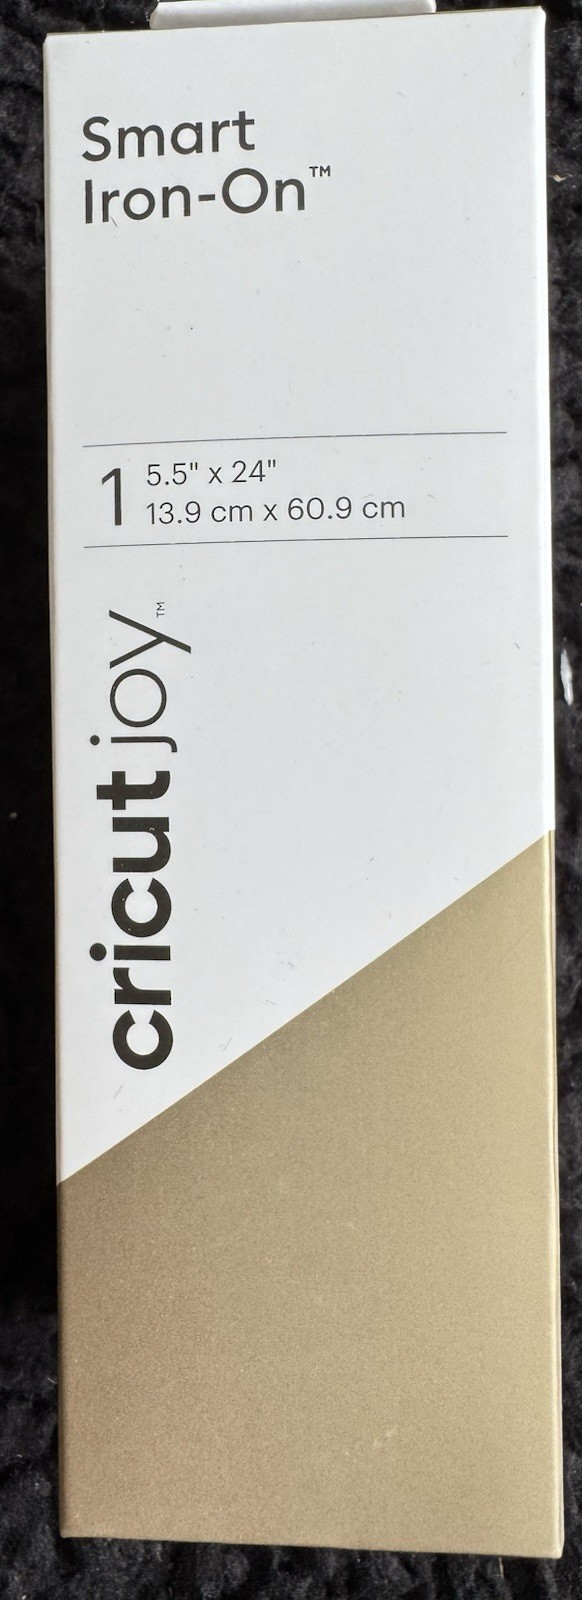 Smart
Iron-On™
1 5.5" x 24"
13.9 cm x 60.9 cm
cricut joy™